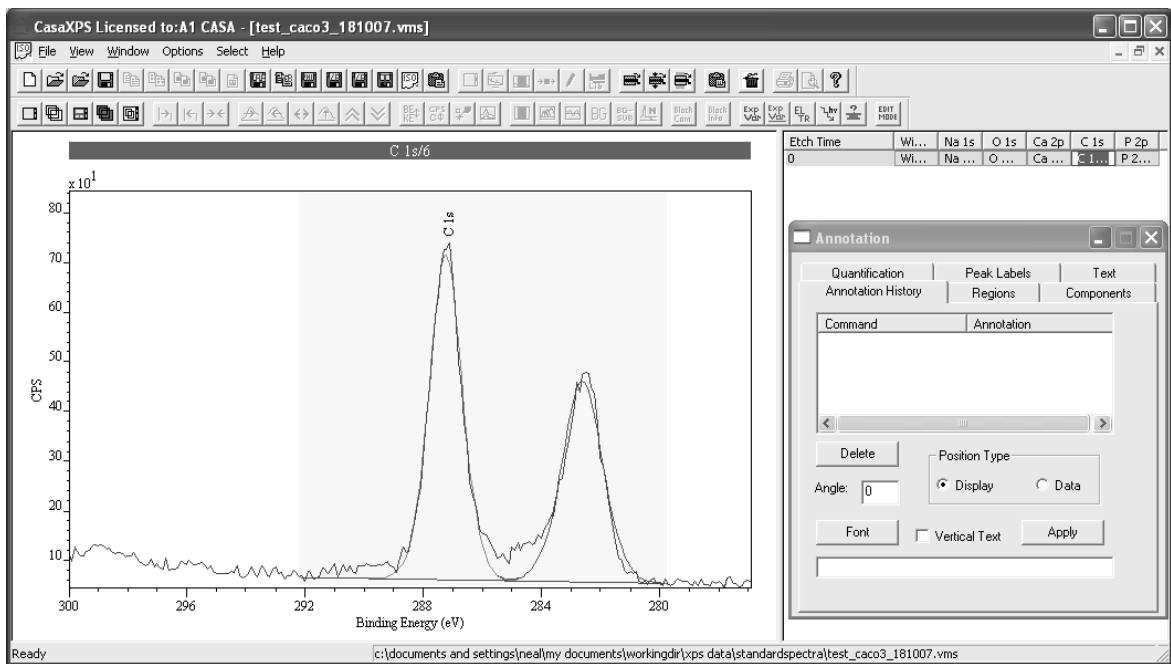 CasaXPS Licensed to:A1 CASA - [test_caco3_181007.vms]
File View Window Options Select Help
EDIT MODE
C 1s/6
x 10¹
80
70
60
50
40
30
20
10
CPS
C 1s
300 296 292 288 284 280
Binding Energy (eV)
Etch Time Wi... Na 1s O 1s Ca 2p C 1s P 2p
0 Wi... Na ... O ... Ca ... C 1... P 2...
Annotation
Quantification Peak Labels Text
Annotation History Regions Components
Command Annotation
Delete
Position Type
Angle: 0
Display Data
Font Vertical Text Apply
Ready c:\documents and settings\neal\my documents\workingdir\xps data\standardspectra\test_caco3_181007.vms